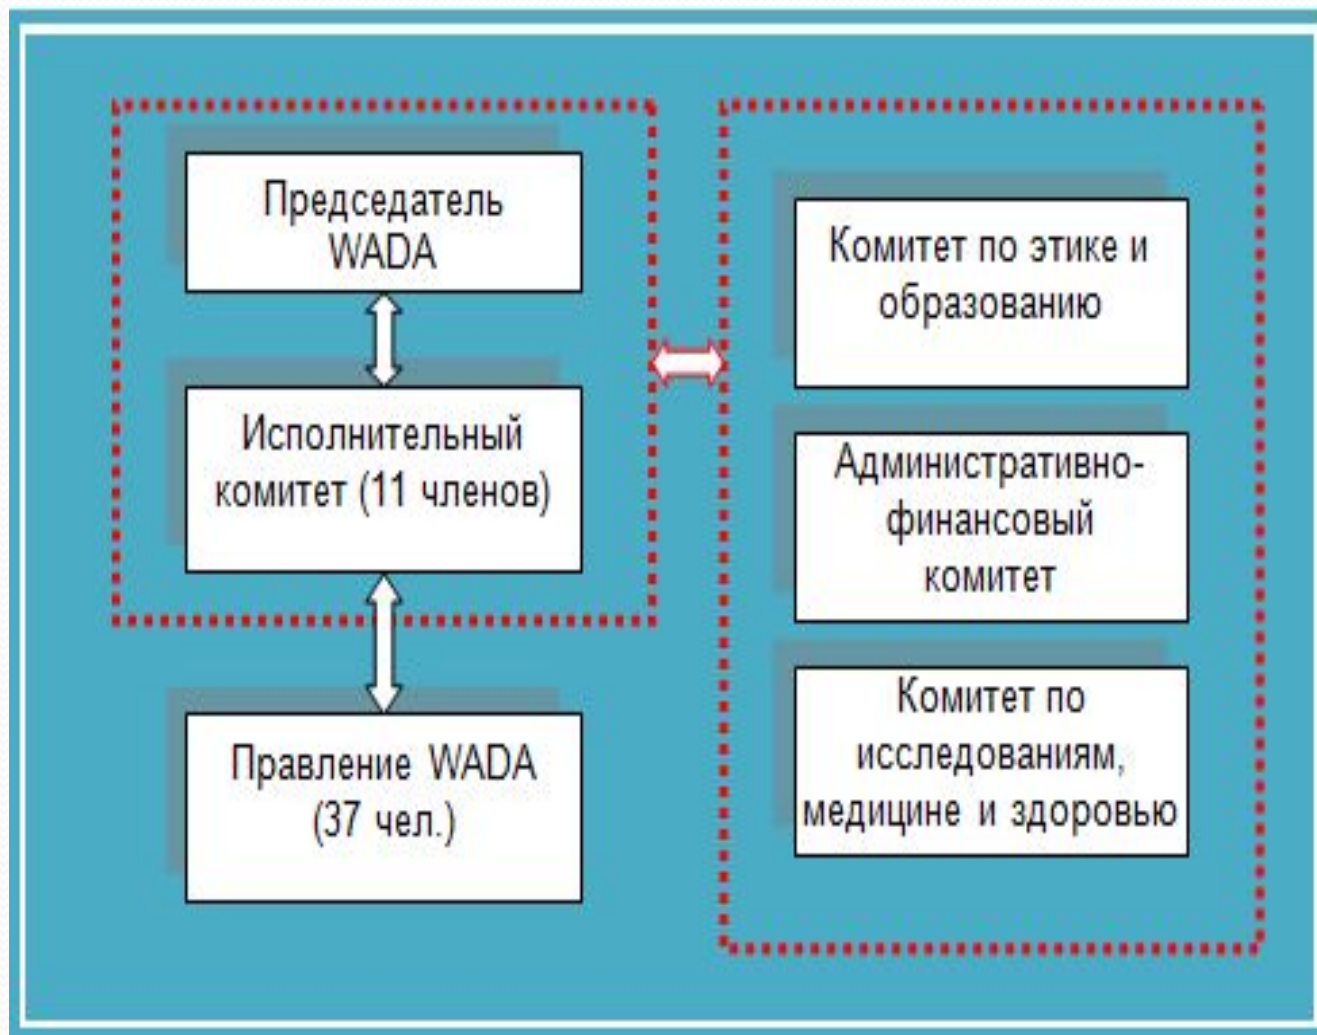 Председатель
WADA
Исполнительный
комитет (11 членов)
Правление WADA
(37 чел.)
Комитет по этике и
образованию
Административно-
финансовый
комитет
Комитет по
исследованиям,
медицине и здоровью